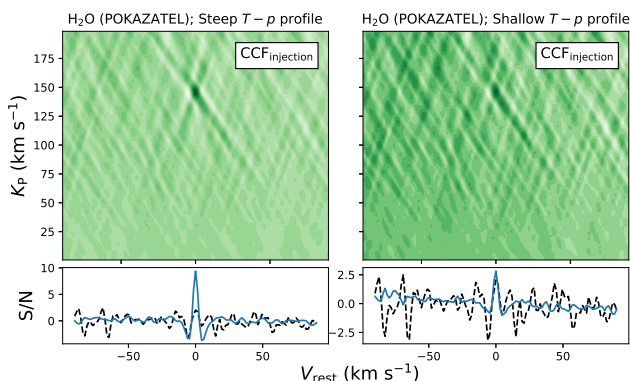 H₂O (POKAZATEL); Steep T − p profile
H₂O (POKAZATEL); Shallow T − p profile
CCF_injection
CCF_injection
175
150
125
100
75
50
25
K_P (km s⁻¹)
10
5
0
S/N
2.5
0.0
−2.5
−50
0
50
−50
0
50
V_rest (km s⁻¹)